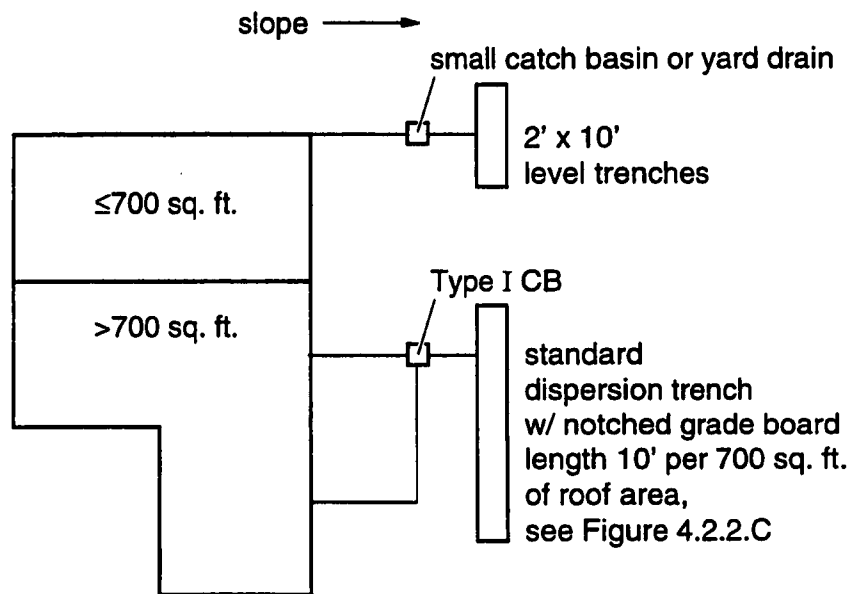 slope
small catch basin or yard drain
2' x 10'
level trenches
≤700 sq. ft.
Type I CB
>700 sq. ft.
standard
dispersion trench
w/ notched grade board
length 10' per 700 sq. ft.
of roof area,
see Figure 4.2.2.C